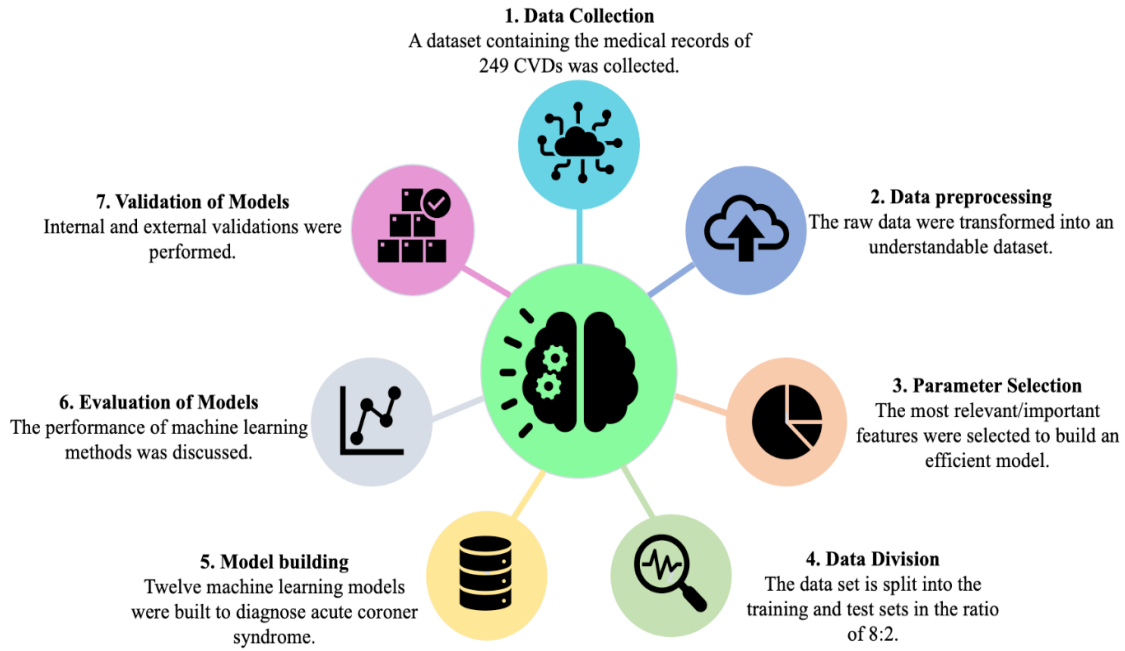 1. Data Collection
A dataset containing the medical records of
249 CVDs was collected.
2. Data preprocessing
The raw data were transformed into an
understandable dataset.
3. Parameter Selection
The most relevant/important
features were selected to build an
efficient model.
4. Data Division
The data set is split into the
training and test sets in the ratio
of 8:2.
5. Model building
Twelve machine learning models
were built to diagnose acute coroner
syndrome.
6. Evaluation of Models
The performance of machine learning
methods was discussed.
7. Validation of Models
Internal and external validations were
performed.